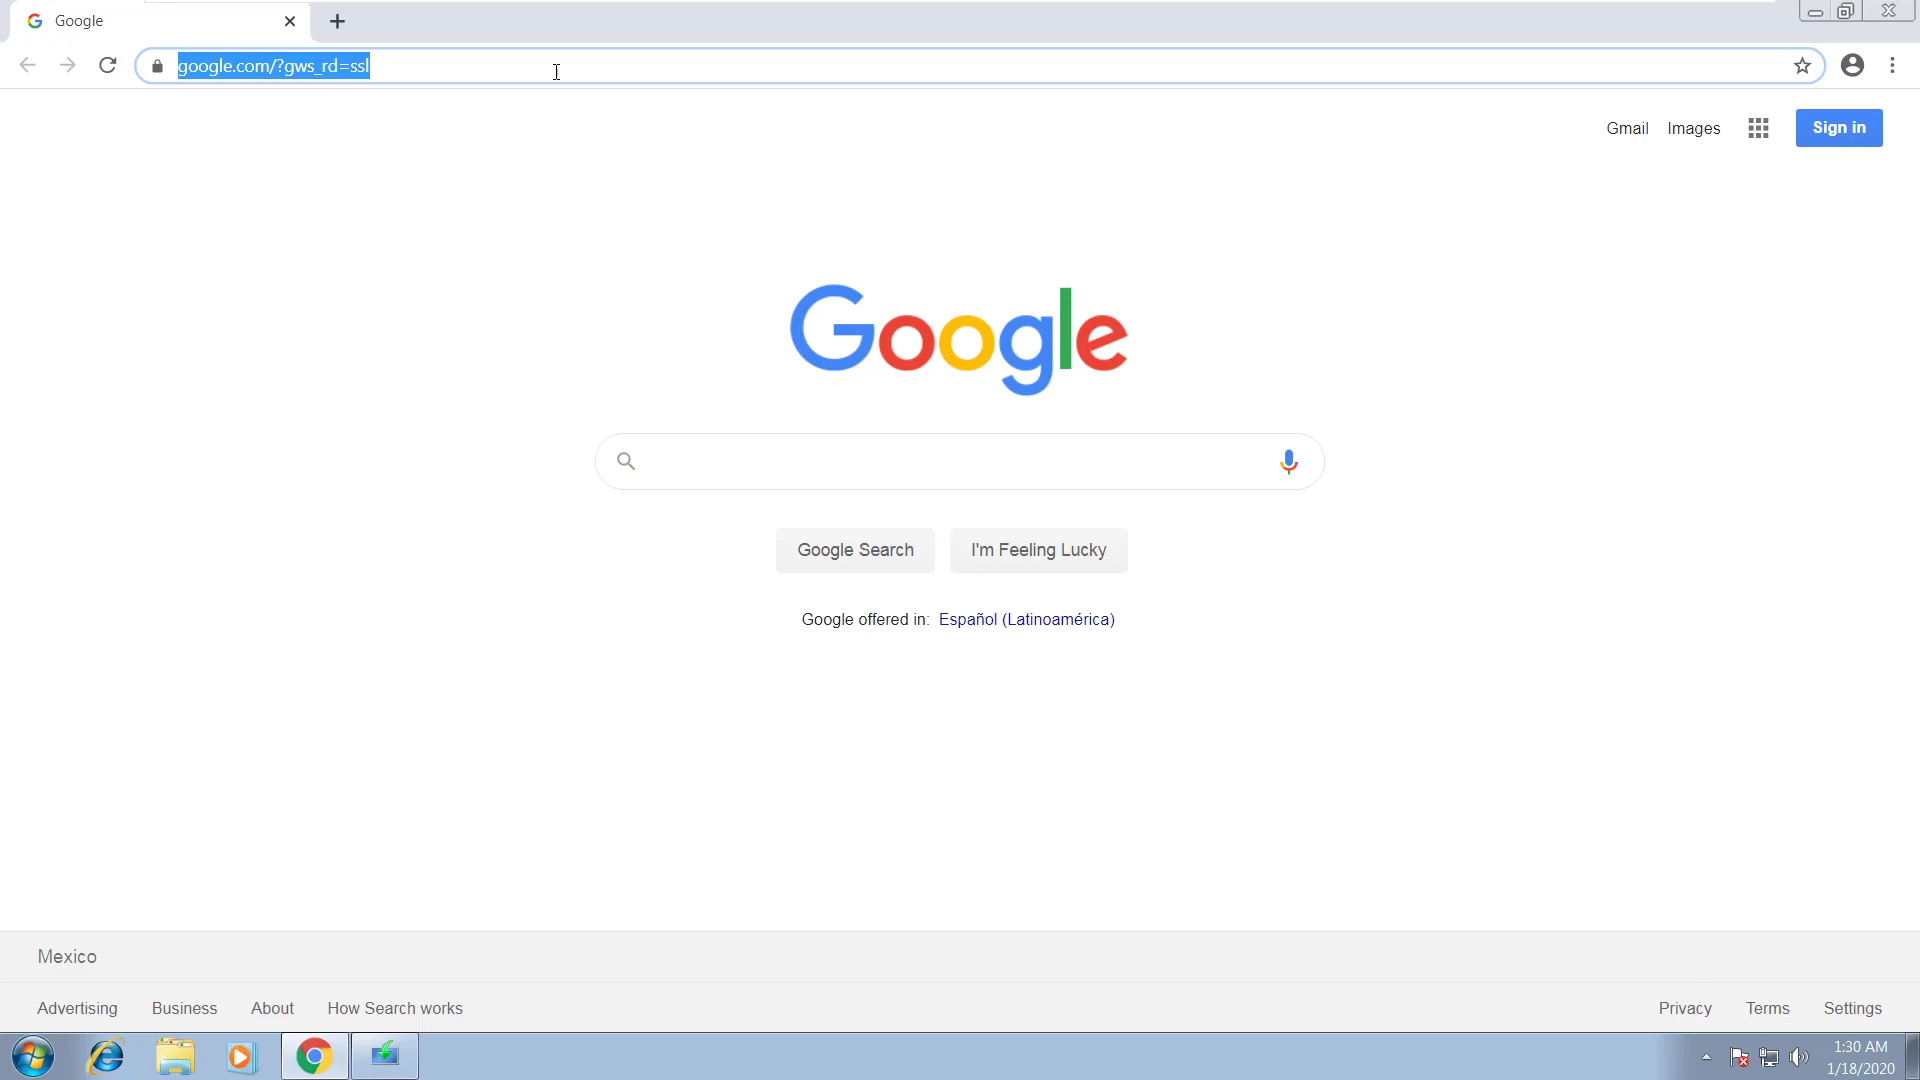 Google
google.com/?gws_rd=ssl
Gmail Images Sign in
Google
Google Search I'm Feeling Lucky
Google offered in: Español (Latinoamérica)
Mexico
Advertising Business About How Search works Privacy Terms Settings
1:30 AM
1/18/2020